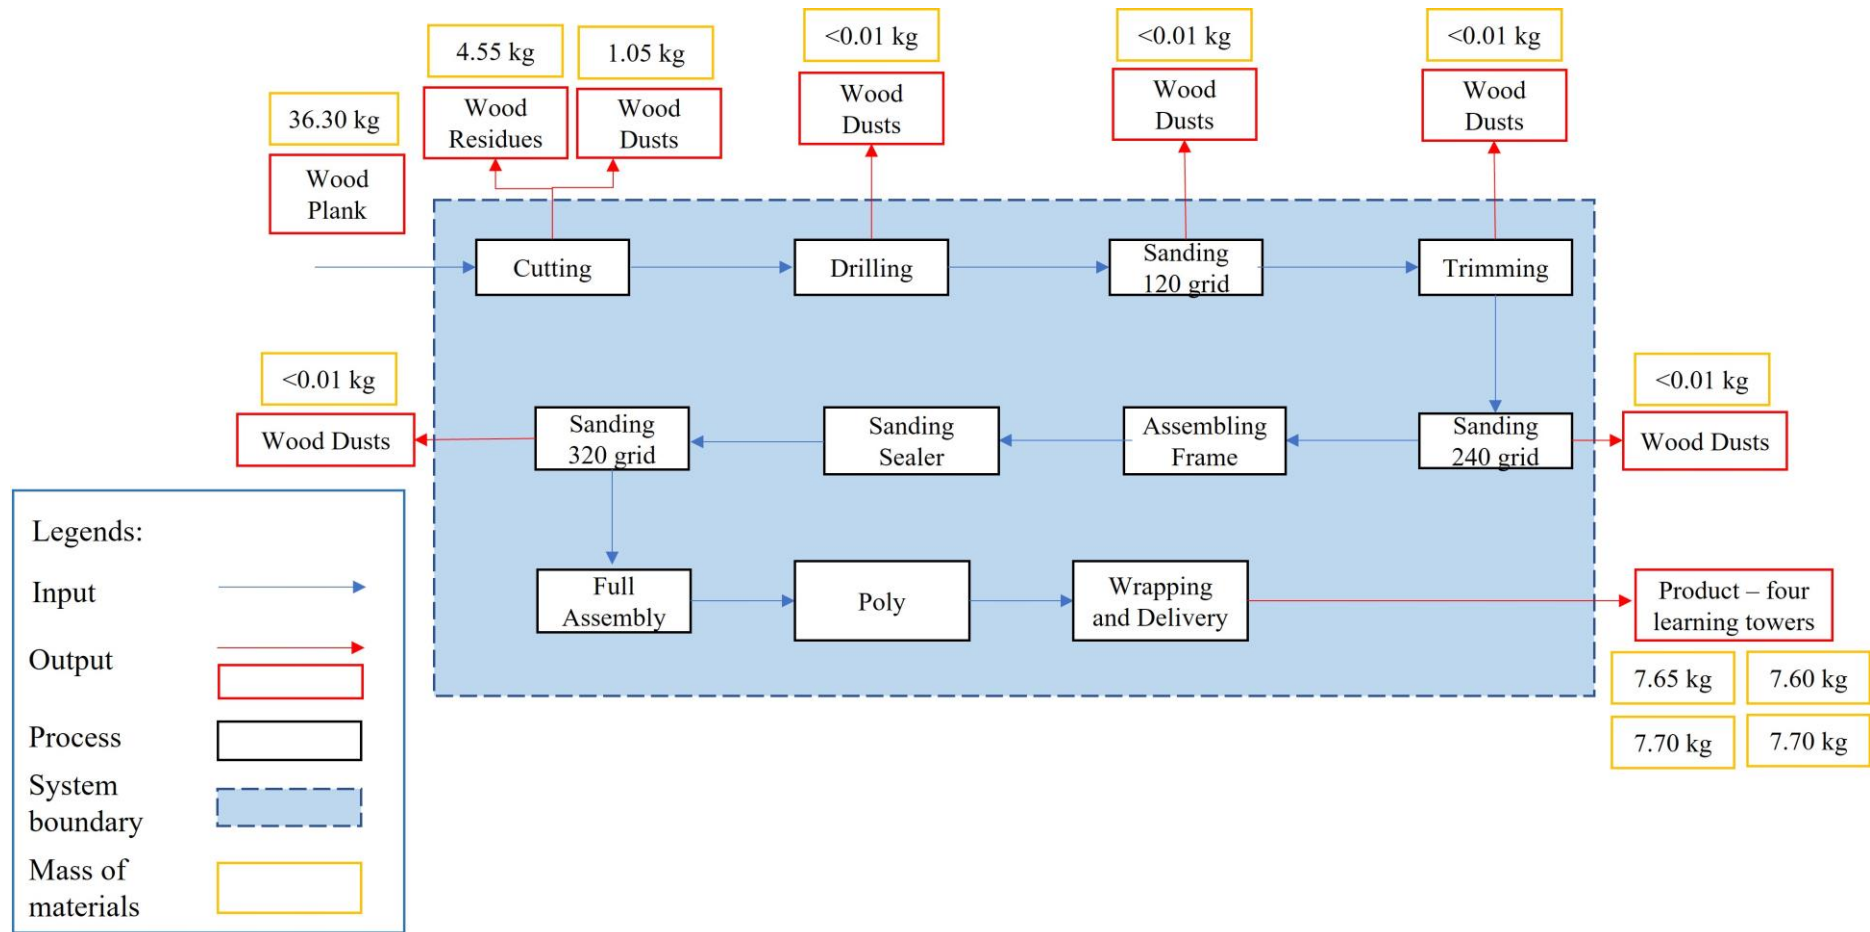 4.55 kg
1.05 kg
<0.01 kg
<0.01 kg
<0.01 kg
36.30 kg
Wood
Residues
Wood
Dusts
Wood
Dusts
Wood
Dusts
Wood
Dusts
Wood
Plank
Cutting
Drilling
Sanding
120 grid
Trimming
<0.01 kg
<0.01 kg
Wood Dusts
Sanding
320 grid
Sanding
Sealer
Assembling
Frame
Sanding
240 grid
Wood Dusts
Full
Assembly
Poly
Wrapping
and Delivery
Product – four
learning towers
7.65 kg
7.60 kg
7.70 kg
7.70 kg
Legends:
Input
Output
Process
System
boundary
Mass of
materials